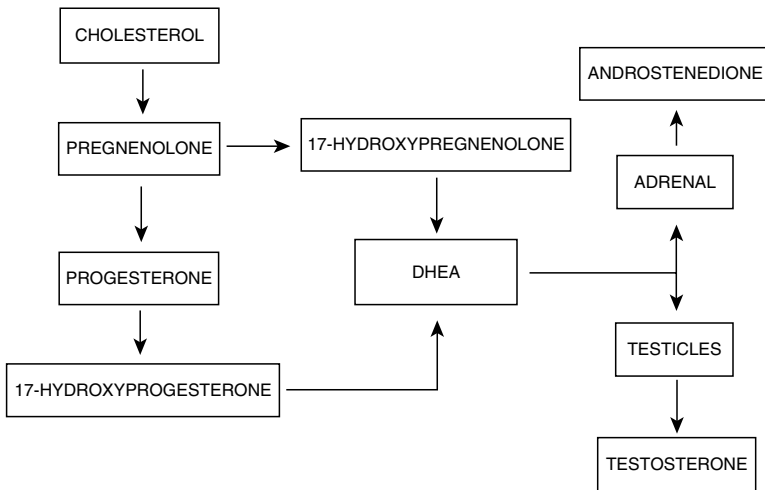 CHOLESTEROL
PREGNENOLONE
17-HYDROXYPREGNENOLONE
PROGESTERONE
17-HYDROXYPROGESTERONE
DHEA
ADRENAL
ANDROSTENEDIONE
TESTICLES
TESTOSTERONE